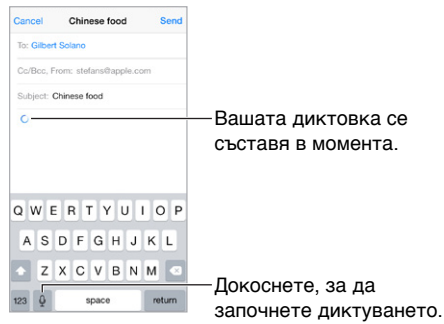 Cancel Chinese food Send
To: Gilbert Solano
Cc/Bcc, From: stefans@apple.com
Subject: Chinese food
Вашата диктовка се
съставя в момента.
Q W E R T Y U I O P
A S D F G H J K L
Z X C V B N M
123 space return
Докоснете, за да
започнете диктуването.